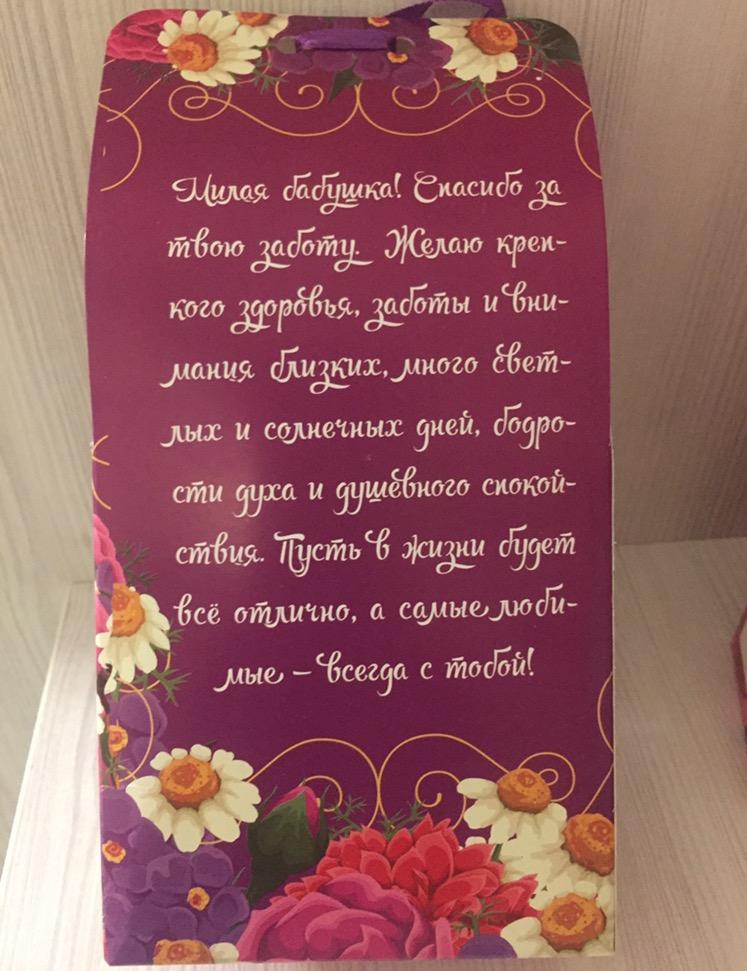 Милая бабушка! Спасибо за
твою заботу. Желаю креп-
кого здоровья, заботы и вни-
мания близких, много свет-
лых и солнечных дней, бодро-
сти духа и душевного спокой-
ствия. Пусть в жизни будет
всё отлично, а самые люби-
мые – всегда с тобой!